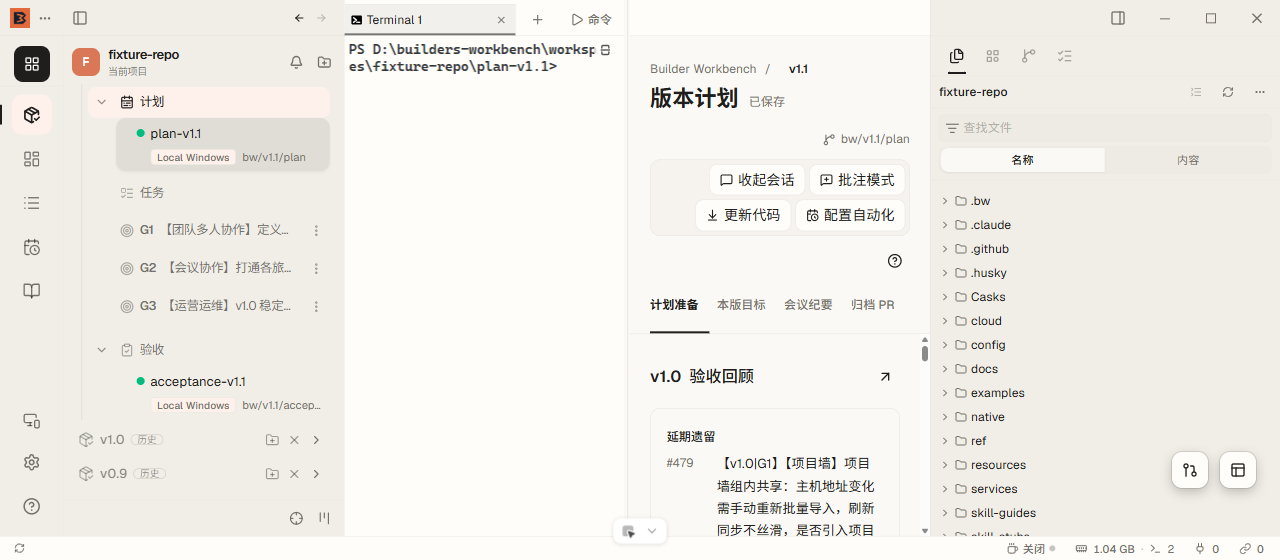 Terminal 1
命令
fixture-repo
当前项目
F
计划
plan-v1.1
Local Windows bw/v1.1/plan
任务
G1 【团队多人协作】定义...
G2 【会议协作】打通各旅...
G3 【运营运维】v1.0 稳定...
验收
acceptance-v1.1
Local Windows bw/v1.1/accep...
v1.0 历史
v0.9 历史
PS D:\builders-workbench\worksp
es\fixture-repo\plan-v1.1>
Builder Workbench / v1.1
版本计划 已保存
bw/v1.1/plan
收起会话 批注模式
更新代码 配置自动化
计划准备 本版目标 会议纪要 归档 PR
v1.0 验收回顾
延期遗留
#479 【v1.0|G1】【项目墙】项目
墙组内共享：主机地址变化
需手动重新批量导入，刷新
同步不丝滑，是否引入项目
fixture-repo
查找文件
名称 内容
.bw
.claude
.github
.husky
Casks
cloud
config
docs
examples
native
ref
resources
services
skill-guides
skill-stubs
关闭 1.04 GB · 2 0 0